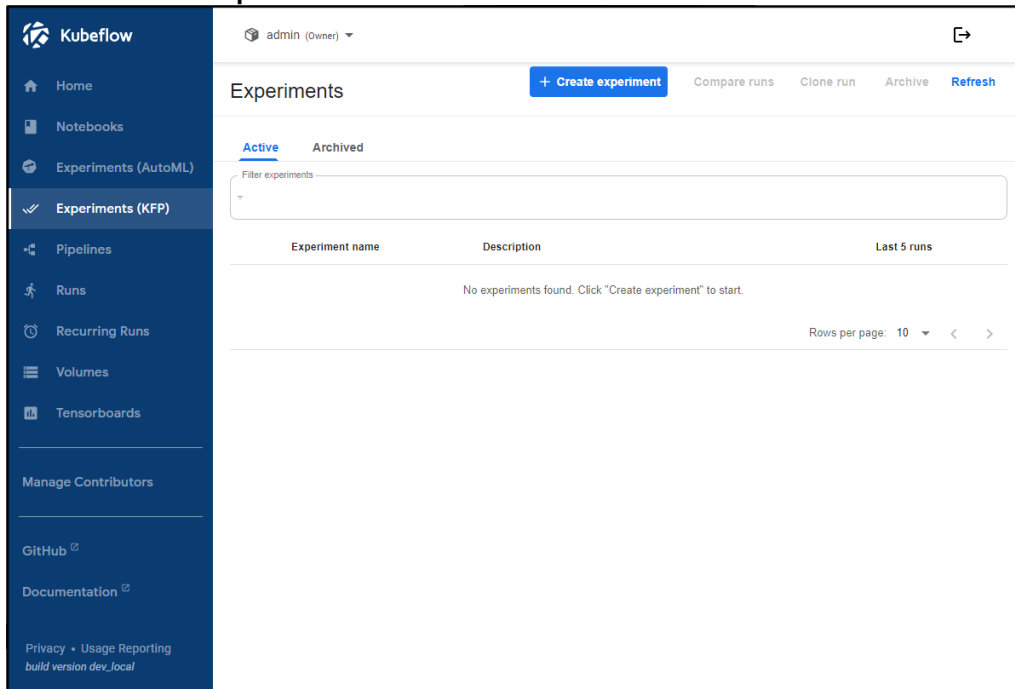 Kubeflow
admin (Owner)
Home
Notebooks
Experiments (AutoML)
Experiments (KFP)
Pipelines
Runs
Recurring Runs
Volumes
Tensorboards
Manage Contributors
GitHub
Documentation
Privacy • Usage Reporting
build version dev_local
Experiments
+ Create experiment
Compare runs
Clone run
Archive
Refresh
Active
Archived
Filter experiments
Experiment name
Description
Last 5 runs
No experiments found. Click "Create experiment" to start.
Rows per page: 10